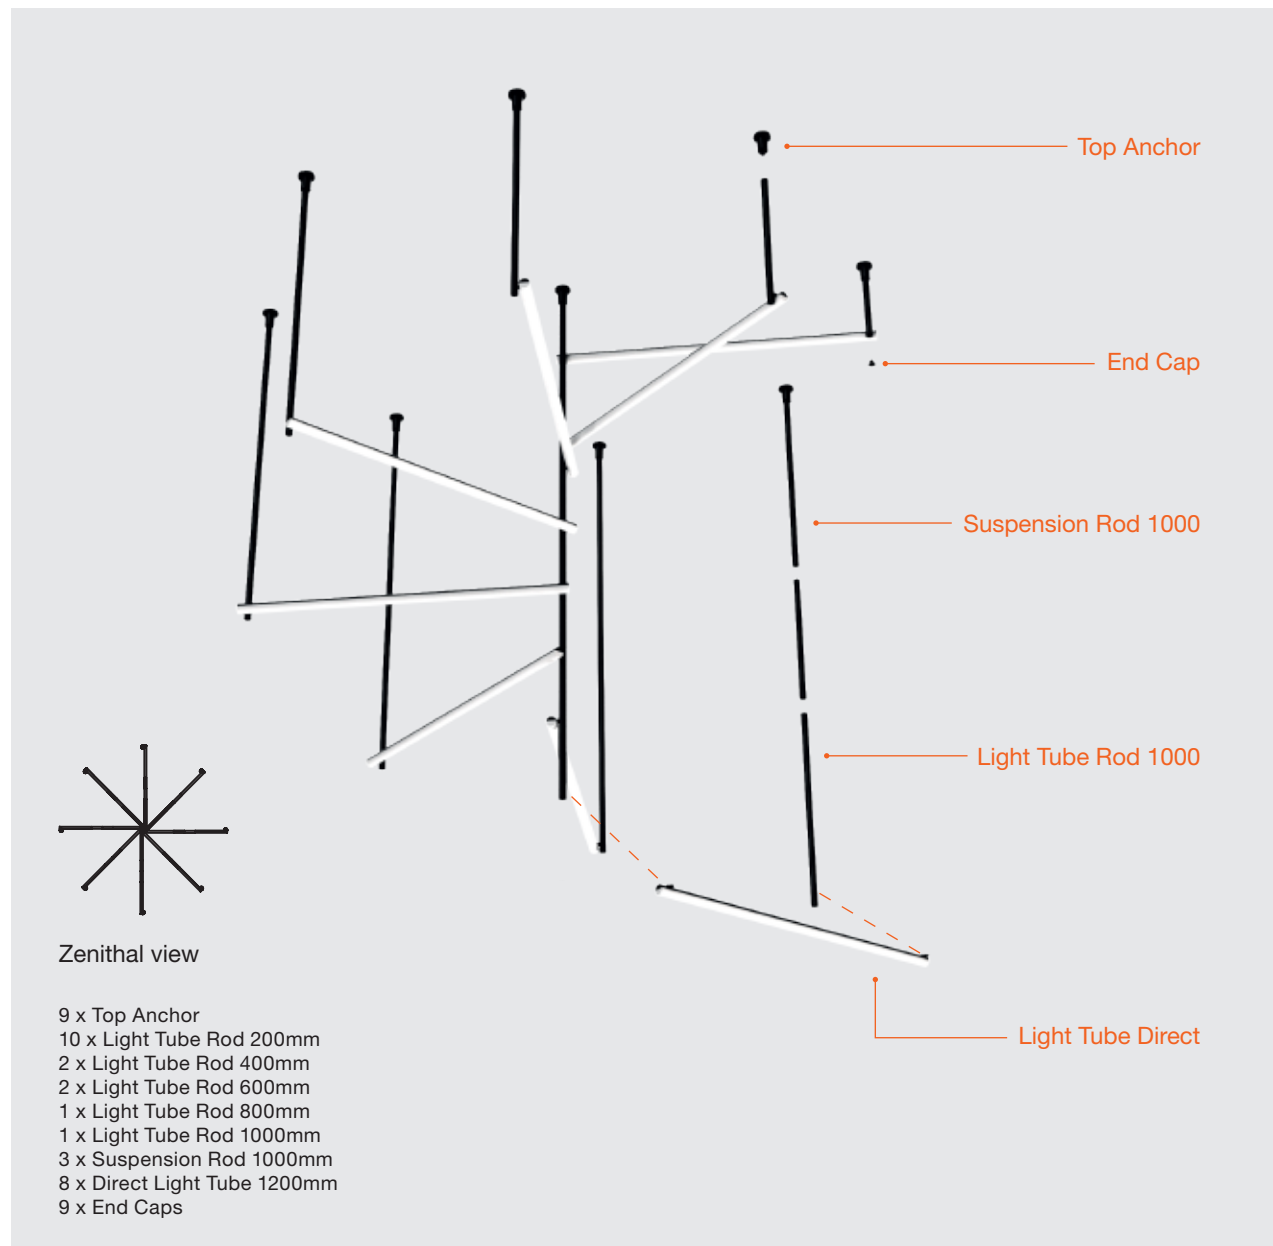 Top Anchor
End Cap
Suspension Rod 1000
Light Tube Rod 1000
Light Tube Direct
Zenithal view
9 x Top Anchor
10 x Light Tube Rod 200mm
2 x Light Tube Rod 400mm
2 x Light Tube Rod 600mm
1 x Light Tube Rod 800mm
1 x Light Tube Rod 1000mm
3 x Suspension Rod 1000mm
8 x Direct Light Tube 1200mm
9 x End Caps